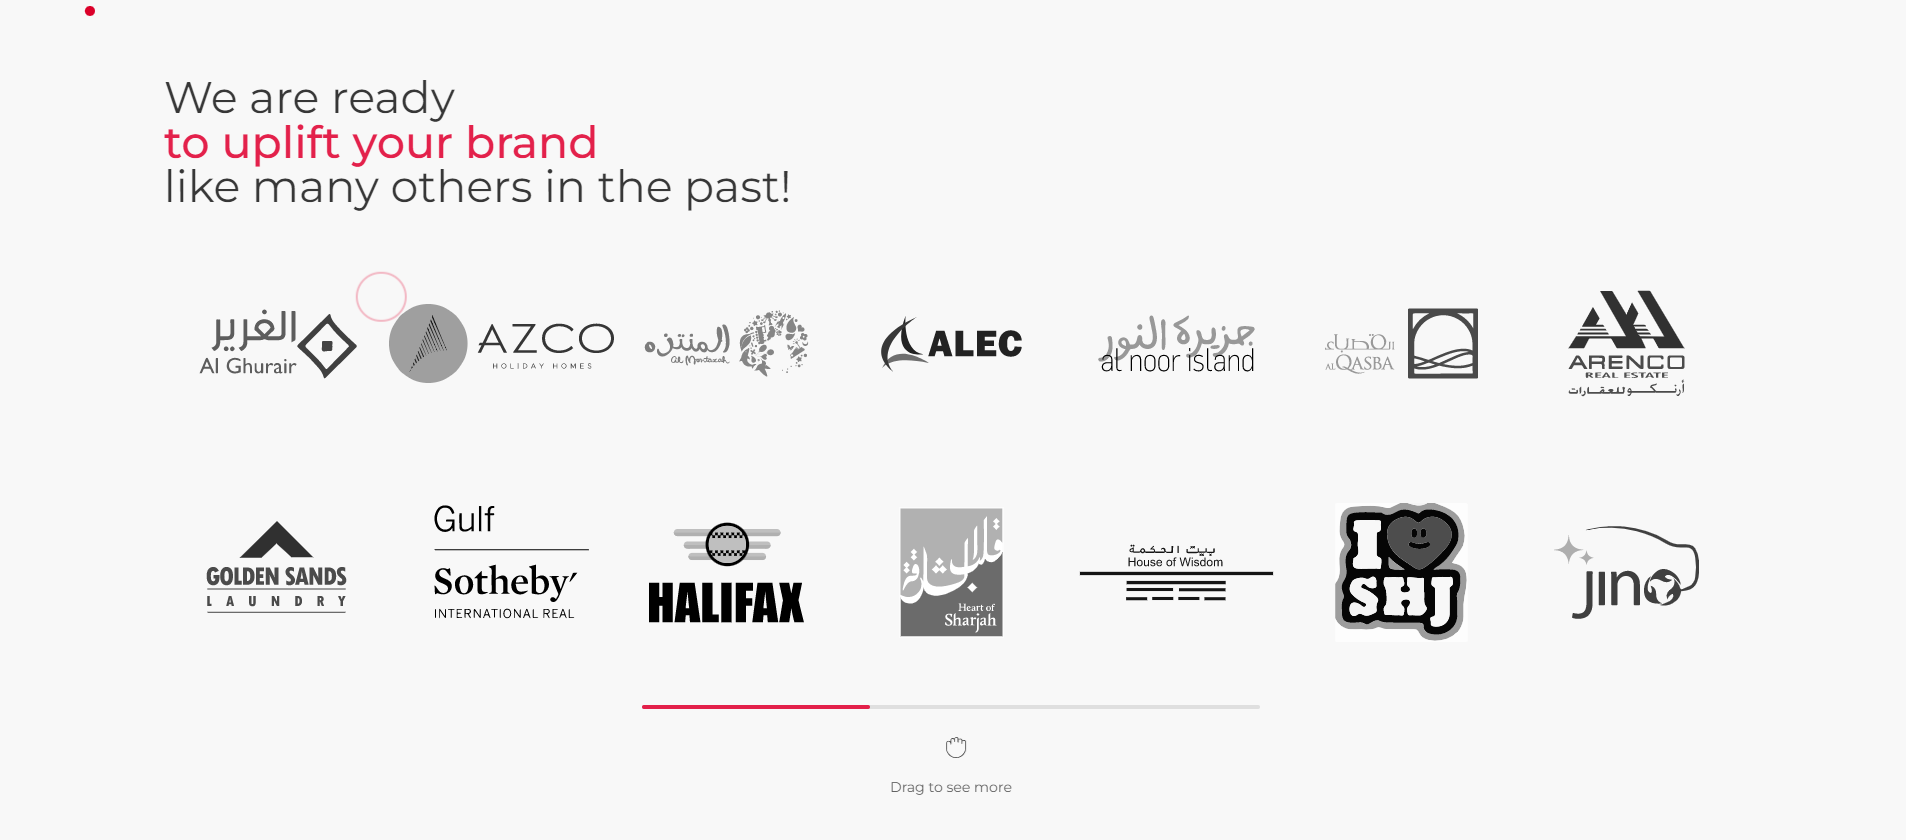 We are ready
to uplift your brand
like many others in the past!
الغرير
Al Ghurair
AZCO
HOLIDAY HOMES
المنتزه
Al Montazah
ALEC
جزيرة النور
al noor island
القصباء
AL QASBA
ARENCO
REAL ESTATE
أرنكو للعقارات
GOLDEN SANDS
LAUNDRY
Gulf
Sotheby’
INTERNATIONAL REAL
HALIFAX
قلب الشارقة
Heart of
Sharjah
بيت الحكمة
House of Wisdom
I
SHJ
jino
Drag to see more